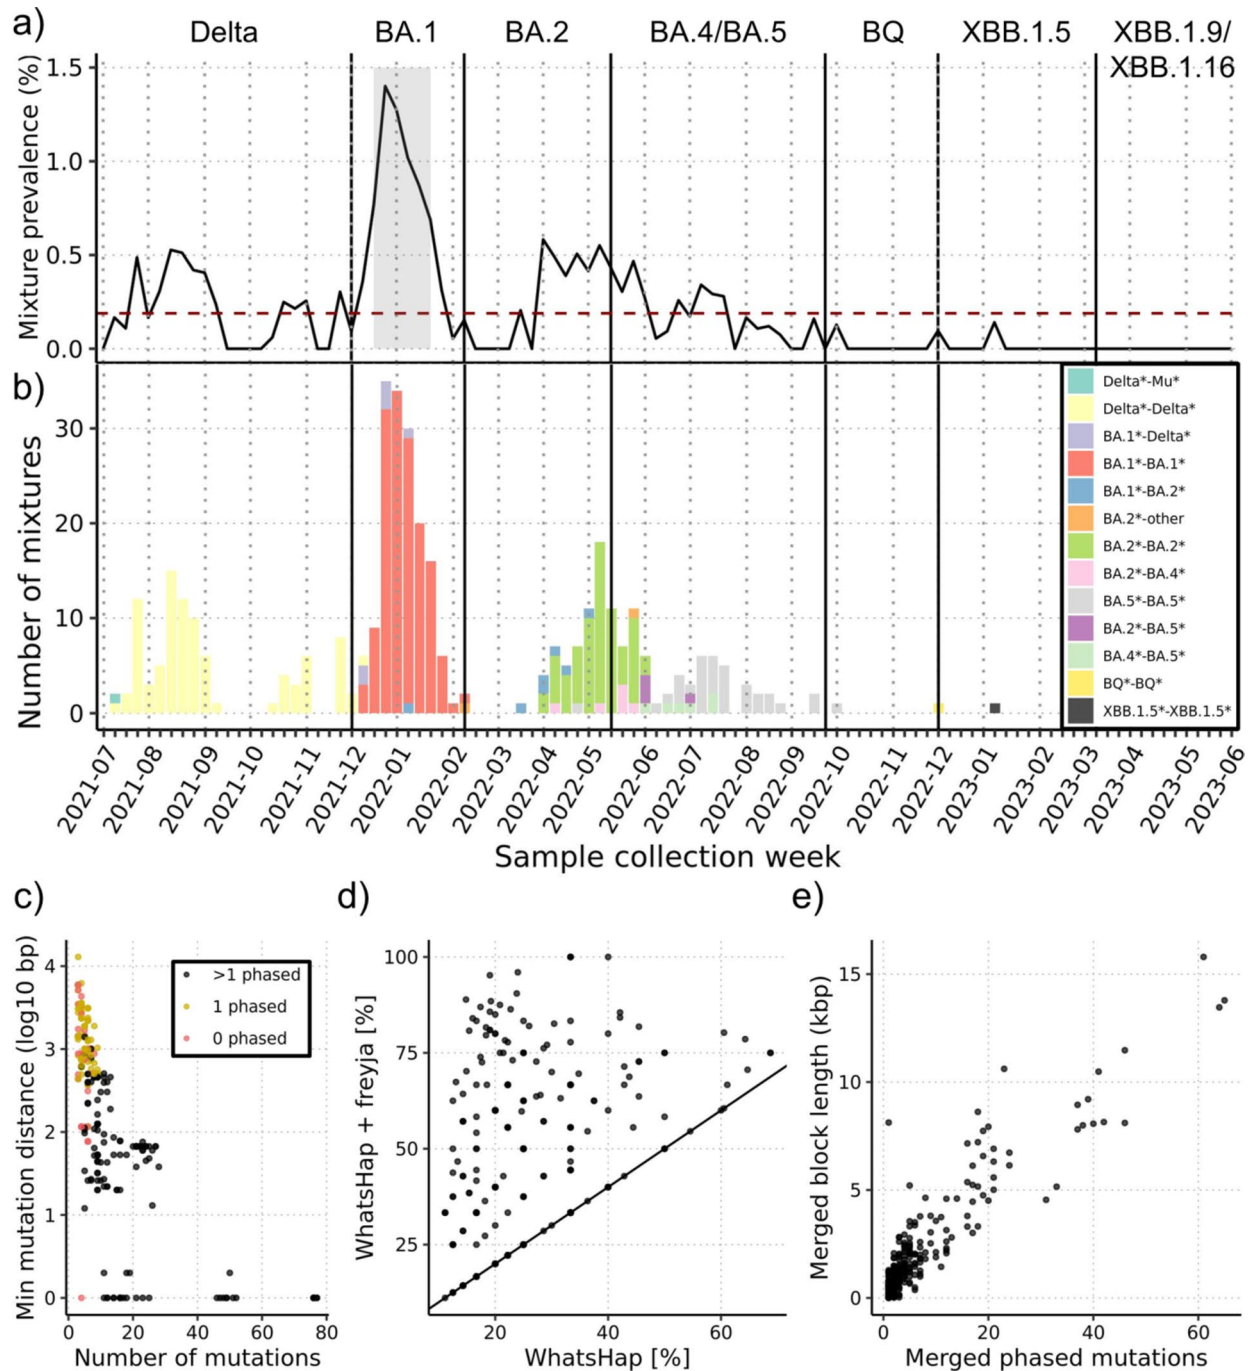 a)
Delta
BA.1
BA.2
BA.4/BA.5
BQ
XBB.1.5
XBB.1.9/
XBB.1.16
Mixture prevalence (%)
1.5
1.0
0.5
0.0
b)
Number of mixtures
30
20
10
0
Delta*-Mu*
Delta*-Delta*
BA.1*-Delta*
BA.1*-BA.1*
BA.1*-BA.2*
BA.2*-other
BA.2*-BA.2*
BA.2*-BA.4*
BA.5*-BA.5*
BA.2*-BA.5*
BA.4*-BA.5*
BQ*-BQ*
XBB.1.5*-XBB.1.5*
2021-07
2021-08
2021-09
2021-10
2021-11
2021-12
2022-01
2022-02
2022-03
2022-04
2022-05
2022-06
2022-07
2022-08
2022-09
2022-10
2022-11
2022-12
2023-01
2023-02
2023-03
2023-04
2023-05
2023-06
Sample collection week
c)
Min mutation distance (log10 bp)
4
3
2
1
0
>1 phased
1 phased
0 phased
0 20 40 60 80
Number of mutations
d)
WhatsHap + freyja [%]
100
75
50
25
20 40 60
WhatsHap [%]
e)
Merged block length (kbp)
15
10
5
0
0 20 40 60
Merged phased mutations